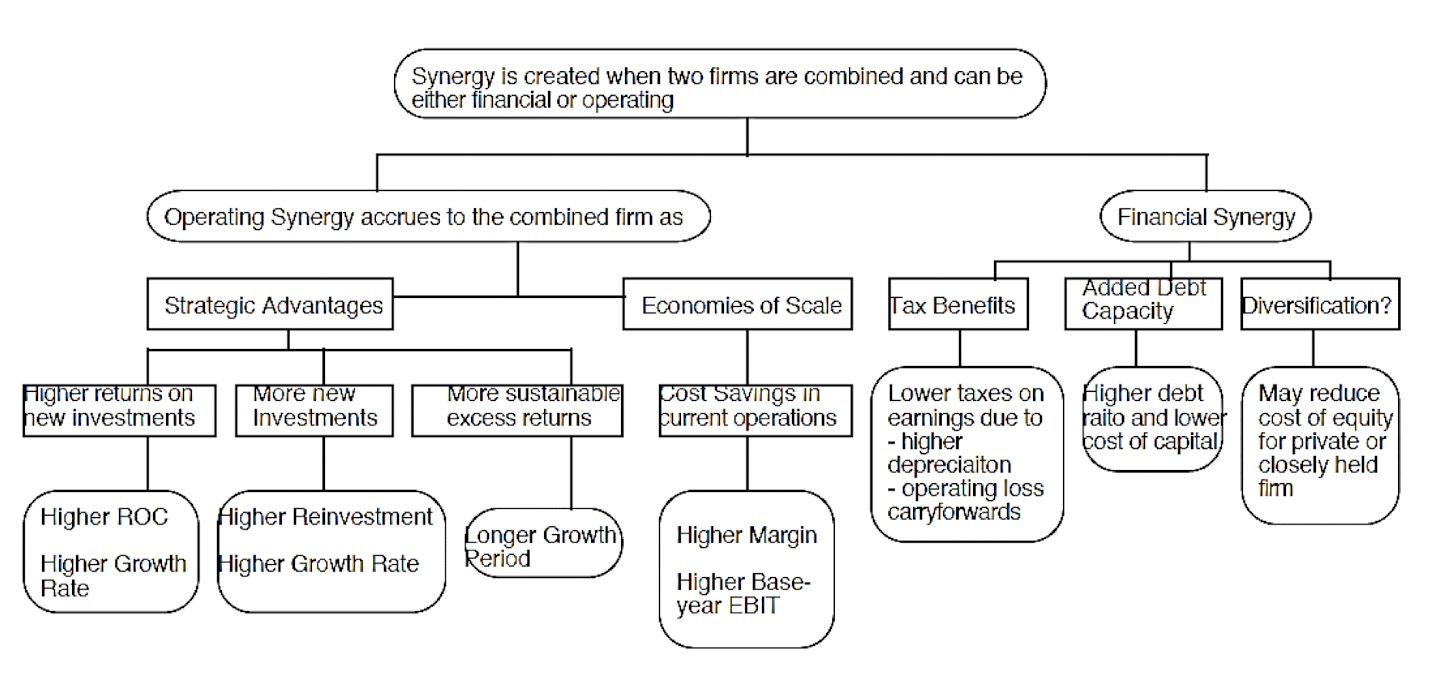 Synergy is created when two firms are combined and can be
either financial or operating
Operating Synergy accrues to the combined firm as
Financial Synergy
Strategic Advantages
Economies of Scale
Tax Benefits
Added Debt
Capacity
Diversification?
Higher returns on
new investments
More new
Investments
More sustainable
excess returns
Cost Savings in
current operations
Lower taxes on
earnings due to
- higher
depreciaiton
- operating loss
carryforwards
Higher debt
raito and lower
cost of capital
May reduce
cost of equity
for private or
closely held
firm
Higher ROC
Higher Growth
Rate
Higher Reinvestment
Higher Growth Rate
Longer Growth
Period
Higher Margin
Higher Base-
year EBIT